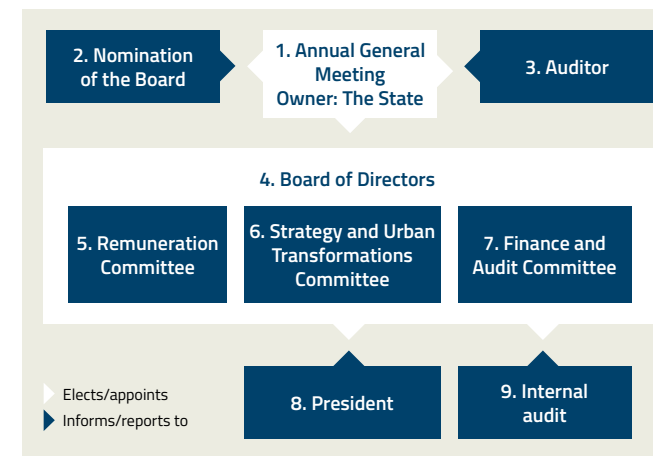 2. Nomination
of the Board
1. Annual General
Meeting
Owner: The State
3. Auditor
4. Board of Directors
5. Remuneration
Committee
6. Strategy and Urban
Transformations
Committee
7. Finance and
Audit Committee
Elects/appoints
Informs/reports to
8. President
9. Internal
audit